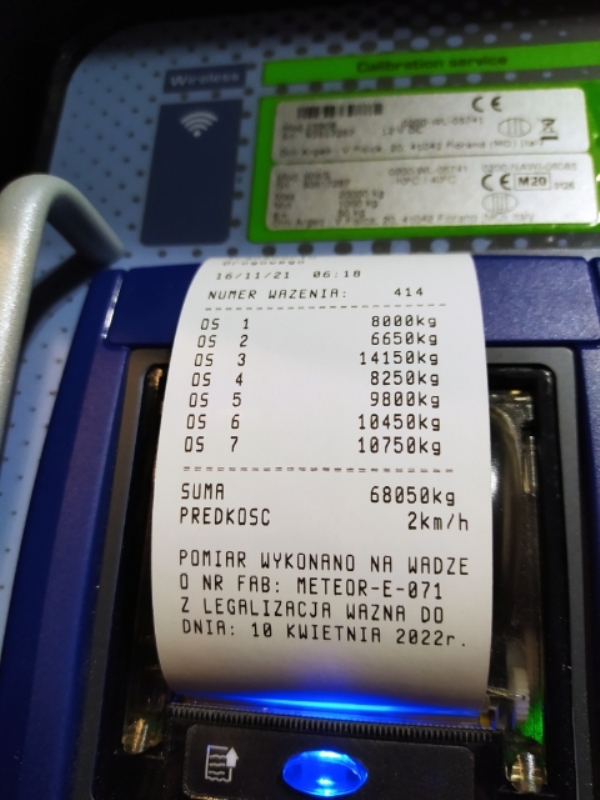 Wireless
Calibration service
CE
CE M20
16/11/21 06:18
NUMER WAZENIA: 414
OS 1 8000kg
OS 2 6650kg
OS 3 14150kg
OS 4 8250kg
OS 5 9800kg
OS 6 10450kg
OS 7 10750kg
SUMA 68050kg
PREDKOSC 2km/h
POMIAR WYKONANO NA WADZE
O NR FAB: METEOR-E-071
Z LEGALIZACJA WAZNA DO
DNIA: 10 KWIETNIA 2022r.